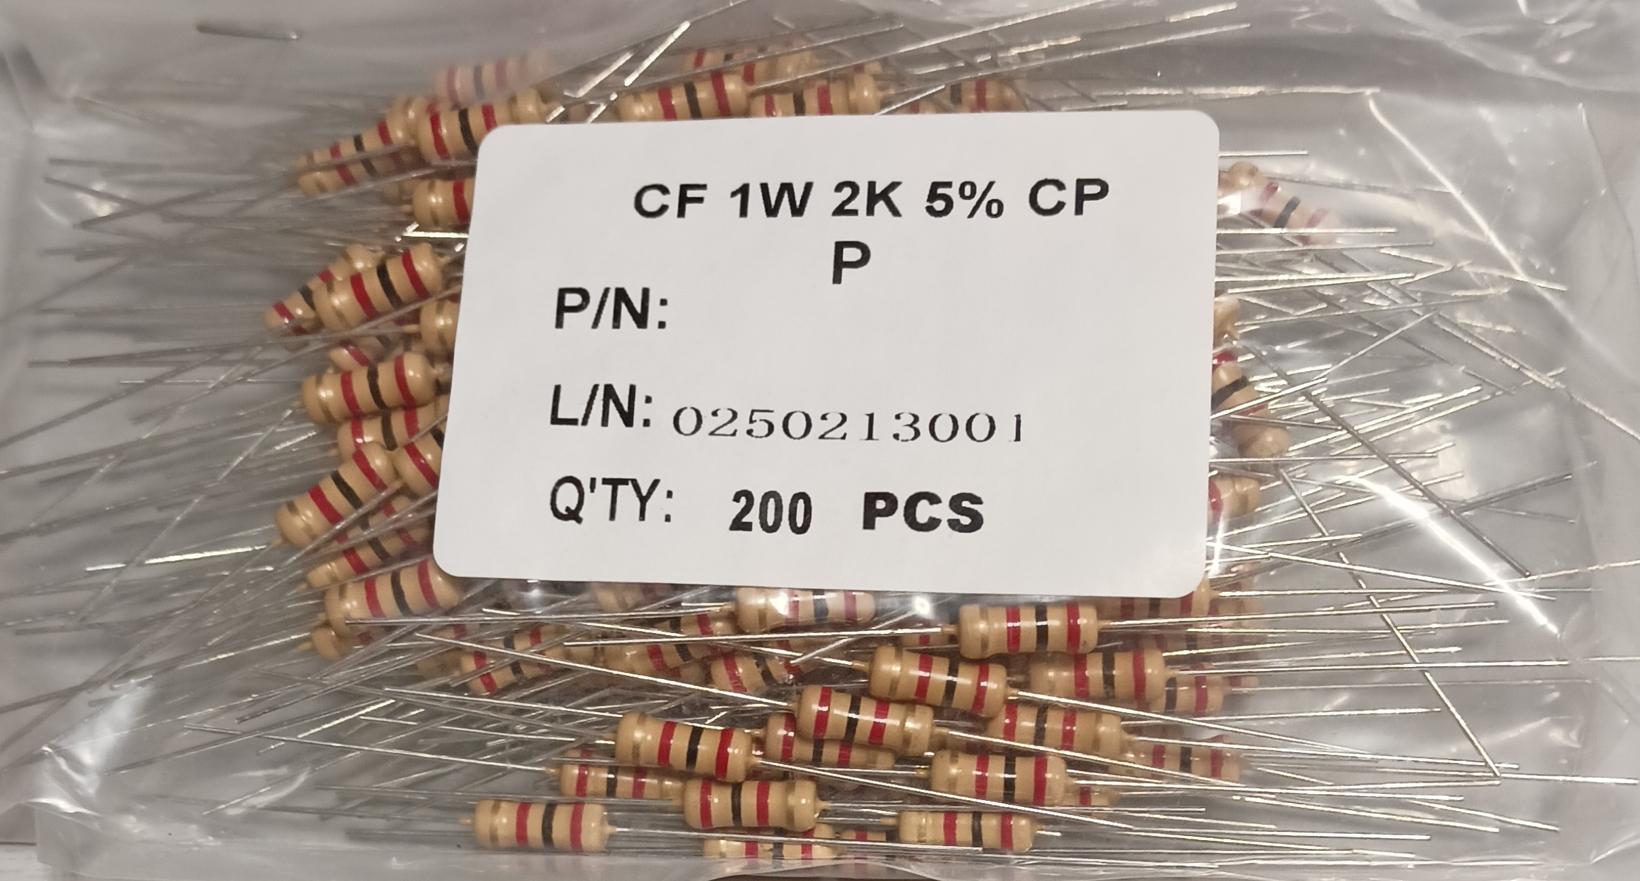 CF 1W 2K 5% CP
P
P/N:
L/N: 0250213001
Q'TY: 200 PCS